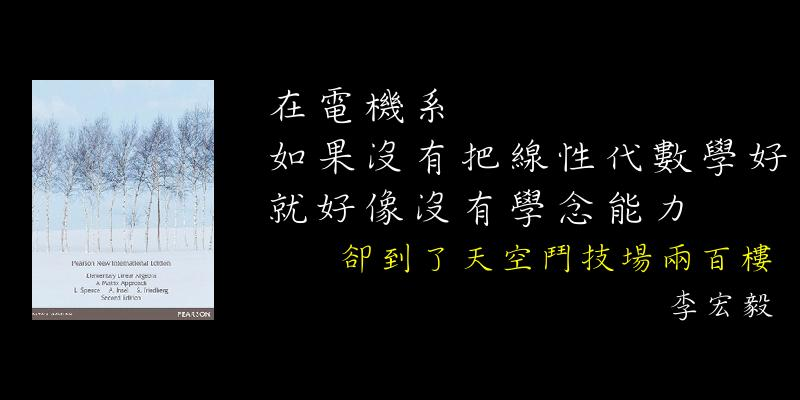 Pearson New International Edition
Elementary Linear Algebra
A Matrix Approach
L. Spence A. Insel S. Friedberg
Second Edition
PEARSON
在電機系
如果沒有把線性代數學好
就好像沒有學念能力
卻到了天空鬥技場兩百樓
李宏毅